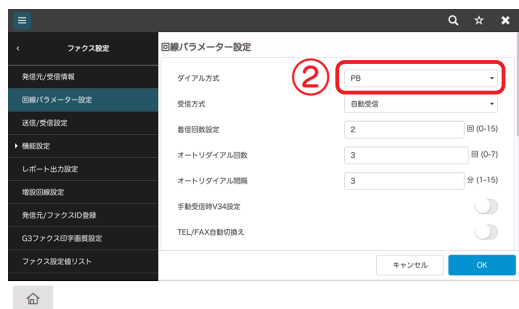 ファクス設定
回線パラメーター設定
発信元/受信情報
回線パラメーター設定
送信/受信設定
機能設定
レポート出力設定
増設回線設定
発信元/ファクスID登録
G3ファクス印字画質設定
ファクス設定値リスト
②
ダイアル方式 PB
受信方式 自動受信
着信回数設定 2 回 (0-15)
オートリダイアル回数 3 回 (0-7)
オートリダイアル間隔 3 分 (1-15)
手動受信時V34設定
TEL/FAX自動切換え
キャンセル OK